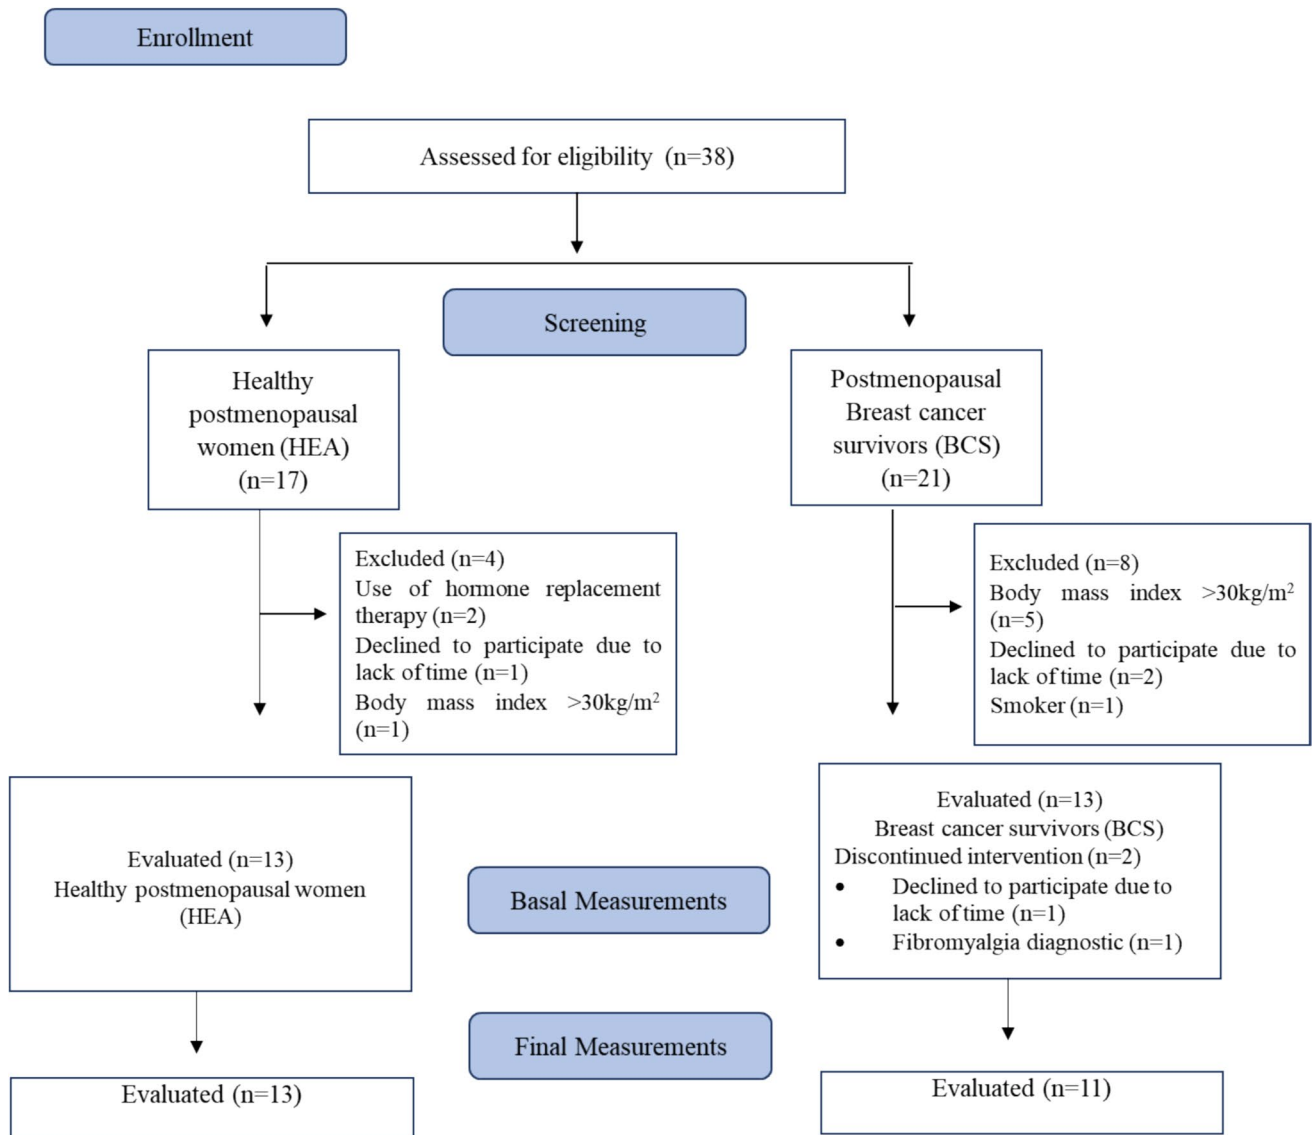 Enrollment
Assessed for eligibility (n=38)
Screening
Healthy
postmenopausal
women (HEA)
(n=17)
Postmenopausal
Breast cancer
survivors (BCS)
(n=21)
Excluded (n=4)
Use of hormone replacement
therapy (n=2)
Declined to participate due to
lack of time (n=1)
Body mass index >30kg/m²
(n=1)
Excluded (n=8)
Body mass index >30kg/m²
(n=5)
Declined to participate due to
lack of time (n=2)
Smoker (n=1)
Evaluated (n=13)
Healthy postmenopausal women
(HEA)
Basal Measurements
Evaluated (n=13)
Breast cancer survivors (BCS)
Discontinued intervention (n=2)
• Declined to participate due to
lack of time (n=1)
• Fibromyalgia diagnostic (n=1)
Final Measurements
Evaluated (n=13)
Evaluated (n=11)